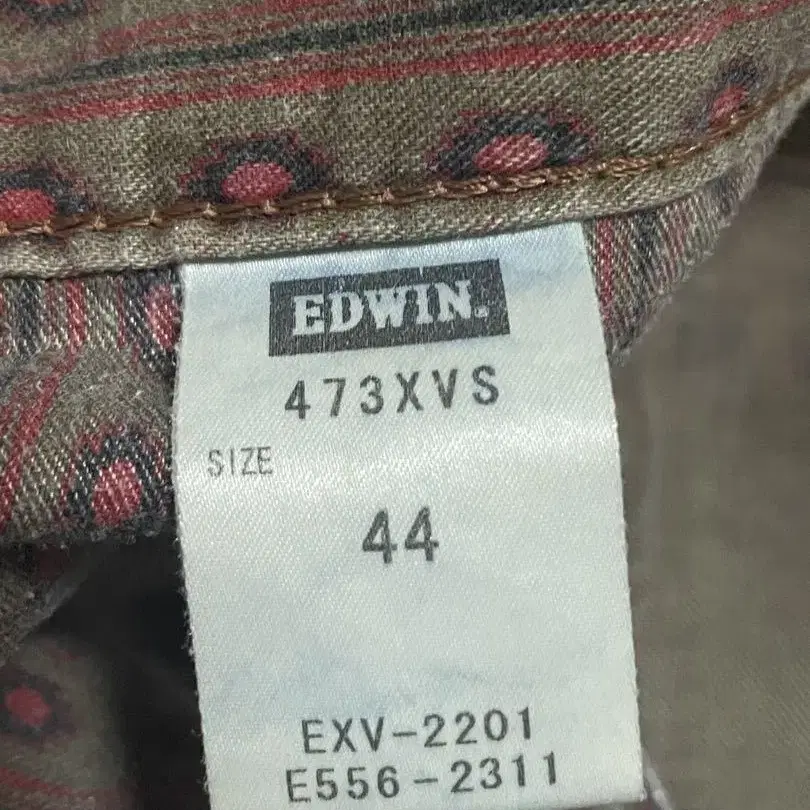 EDWIN.
473XVS
SIZE
44
EXV-2201
E556-2311